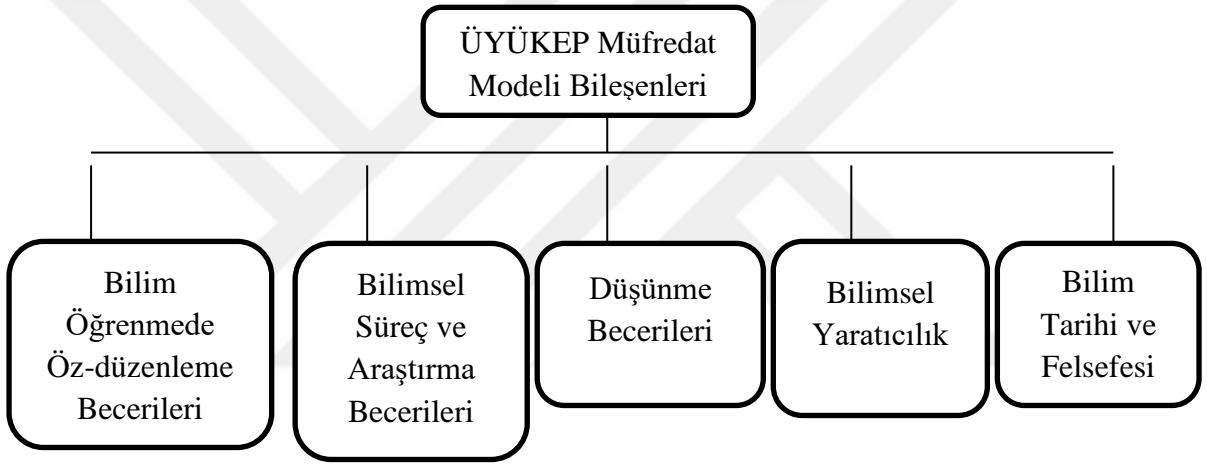 ÜYÜKEP Müfredat
Modeli Bileşenleri
Bilim
Öğrenmede
Öz-düzenleme
Becerileri
Bilimsel
Süreç ve
Araştırma
Becerileri
Düşünme
Becerileri
Bilimsel
Yaratıcılık
Bilim
Tarihi ve
Felsefesi